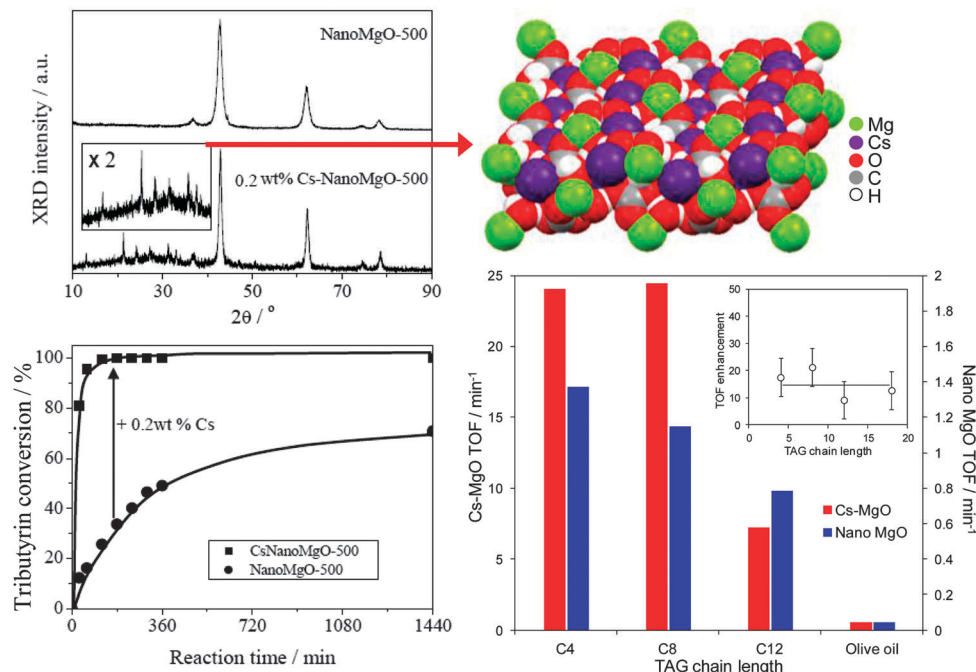 NanoMgO-500
XRD intensity / a.u.
x 2
0.2 wt% Cs-NanoMgO-500
10 30 50 70 90
2θ / °
Mg
Cs
O
C
H
100
80
60
40
20
0
Tributyrin conversion / %
+ 0.2wt % Cs
CsNanoMgO-500
NanoMgO-500
0 360 720 1080 1440
Reaction time / min
25
20
15
10
5
0
Cs-MgO TOF / min-1
50
40
30
20
10
0
TOF enhancement
0 5 10 15 20
TAG chain length
Cs-MgO
Nano MgO
2
1.8
1.6
1.4
1.2
1
0.8
0.6
0.4
0.2
0
Nano MgO TOF / min-1
C4 C8 C12 Olive oil
TAG chain length